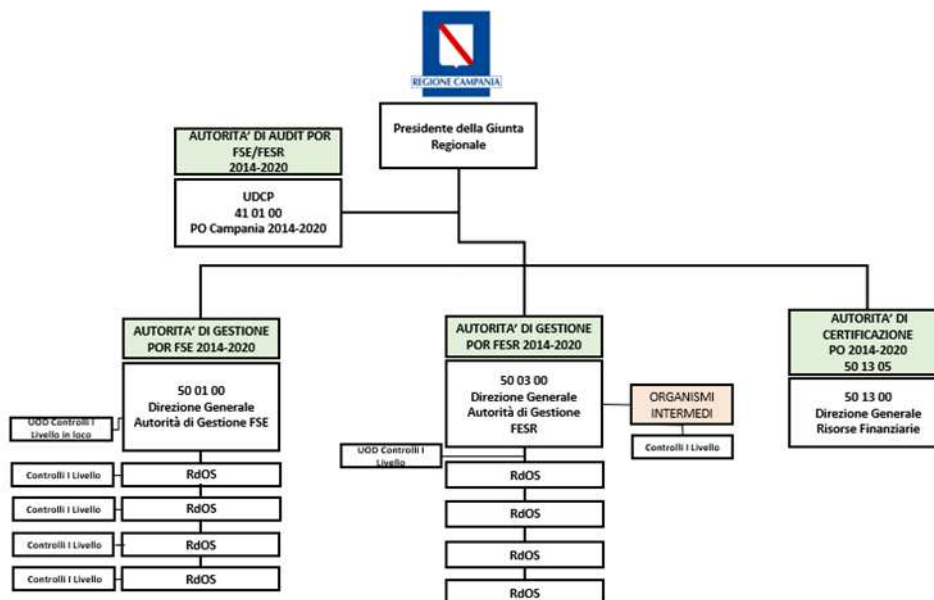 REGIONE CAMPANIA
Presidente della Giunta
Regionale
AUTORITA' DI AUDIT POR
FSE/FESR
2014-2020
UDCP
41 01 00
PO Campania 2014-2020
AUTORITA' DI GESTIONE
POR FSE 2014-2020
50 01 00
Direzione Generale
Autorità di Gestione FSE
UOD Controlli I
Livello in loco
Controlli I Livello
RdOS
Controlli I Livello
RdOS
Controlli I Livello
RdOS
Controlli I Livello
RdOS
AUTORITA' DI GESTIONE
POR FESR 2014-2020
50 03 00
Direzione Generale
Autorità di Gestione
FESR
ORGANISMI
INTERMEDI
Controlli I Livello
UOD Controlli I
Livello
RdOS
RdOS
RdOS
RdOS
AUTORITA' DI
CERTIFICAZIONE
PO 2014-2020
50 13 05
50 13 00
Direzione Generale
Risorse Finanziarie